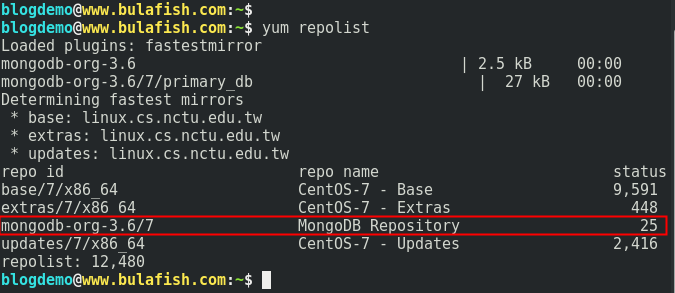 blogdemo@www.bulafish.com:~$
blogdemo@www.bulafish.com:~$ yum repolist
Loaded plugins: fastestmirror
mongodb-org-3.6 | 2.5 kB 00:00
mongodb-org-3.6/7/primary_db | 27 kB 00:00
Determining fastest mirrors
* base: linux.cs.nctu.edu.tw
* extras: linux.cs.nctu.edu.tw
* updates: linux.cs.nctu.edu.tw
repo id repo name status
base/7/x86_64 CentOS-7 - Base 9,591
extras/7/x86_64 CentOS-7 - Extras 448
mongodb-org-3.6/7 MongoDB Repository 25
updates/7/x86_64 CentOS-7 - Updates 2,416
repolist: 12,480
blogdemo@www.bulafish.com:~$